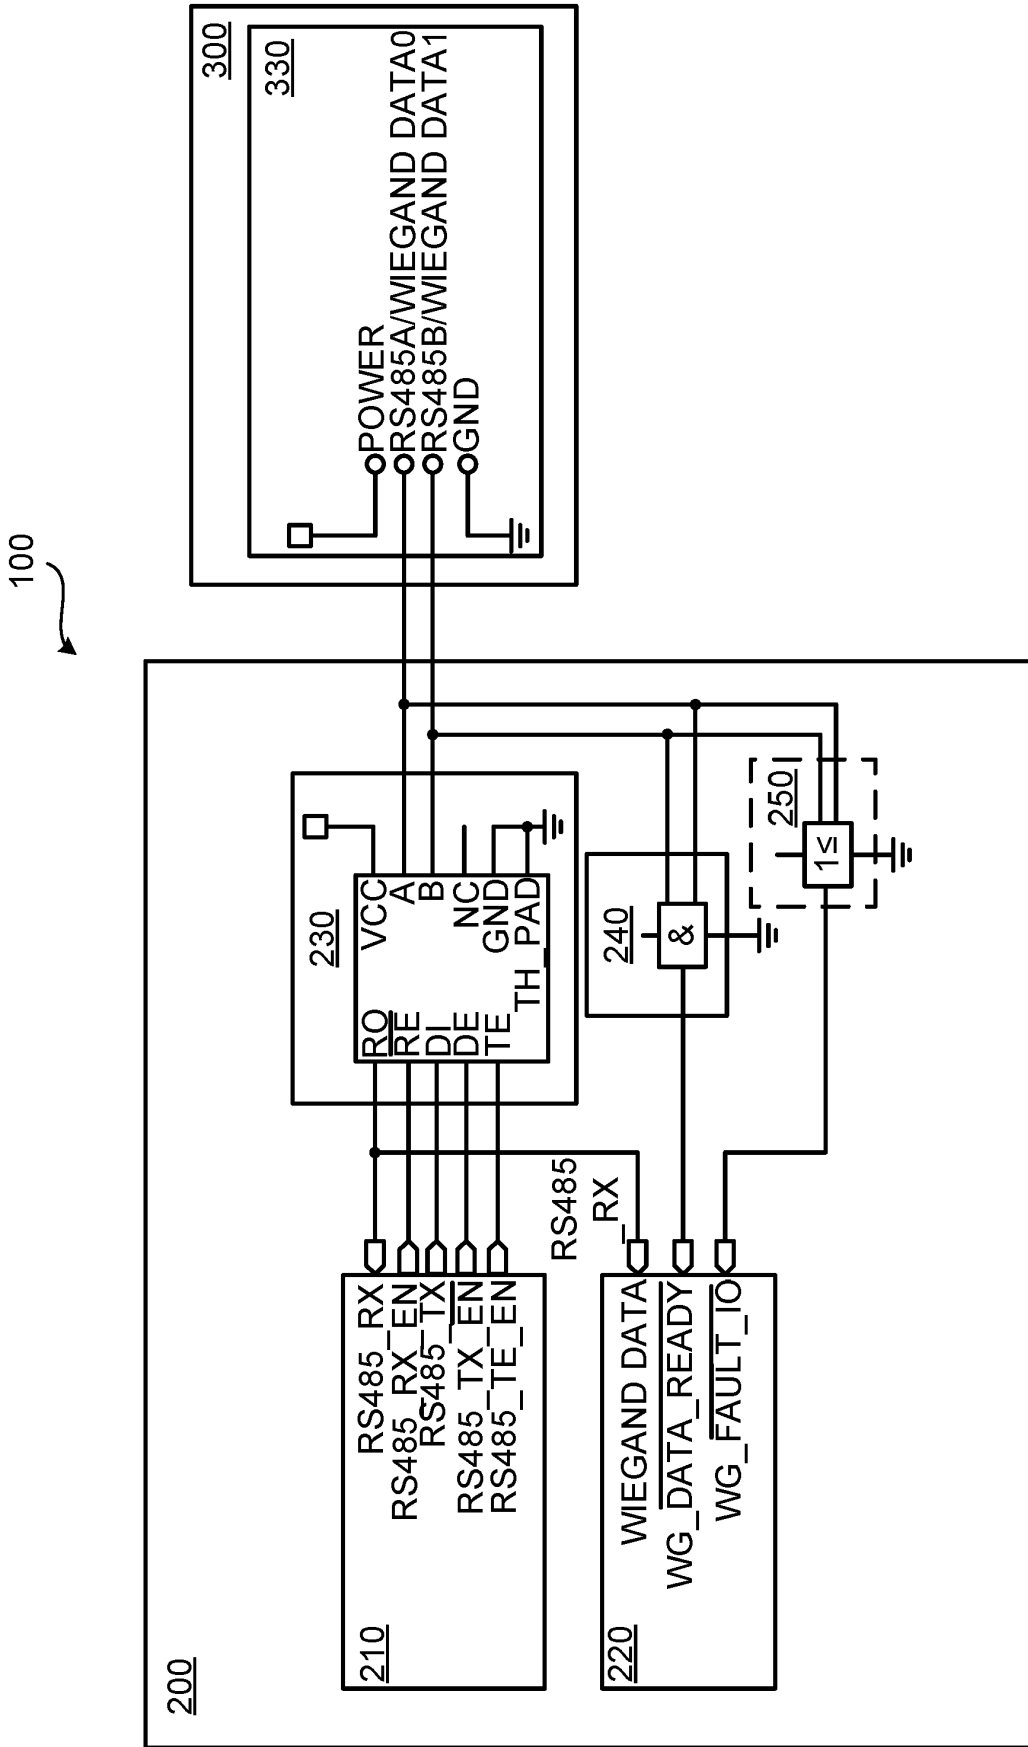 100
200
210
RS485_RX
RS485_RX_EN
RS485_TX
RS485_TX_EN
RS485_TE_EN
220
WIEGAND DATA
WG_DATA_READY
WG_FAULT_IO
RS485
_RX
230
RO
RE
DI
DE
TE
VCC
A
B
NC
GND
TH_PAD
240
&
250
≥1
300
330
POWER
RS485A/WIEGAND DATA0
RS485B/WIEGAND DATA1
GND